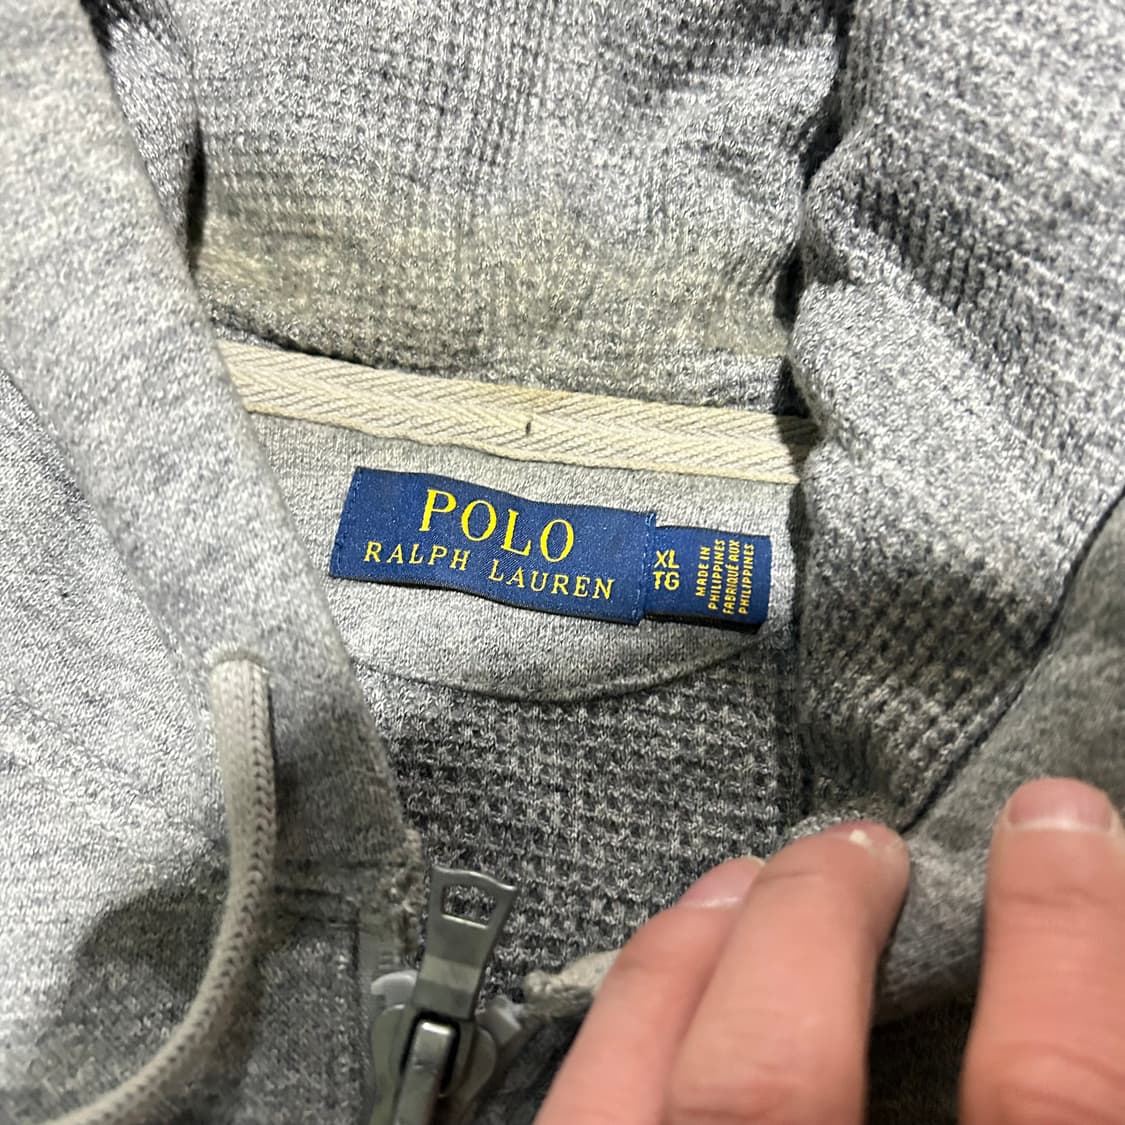 POLO
RALPH LAUREN
XL
TG
MADE IN
PHILIPPINES
FABRIQUÉ AUX
PHILIPPINES